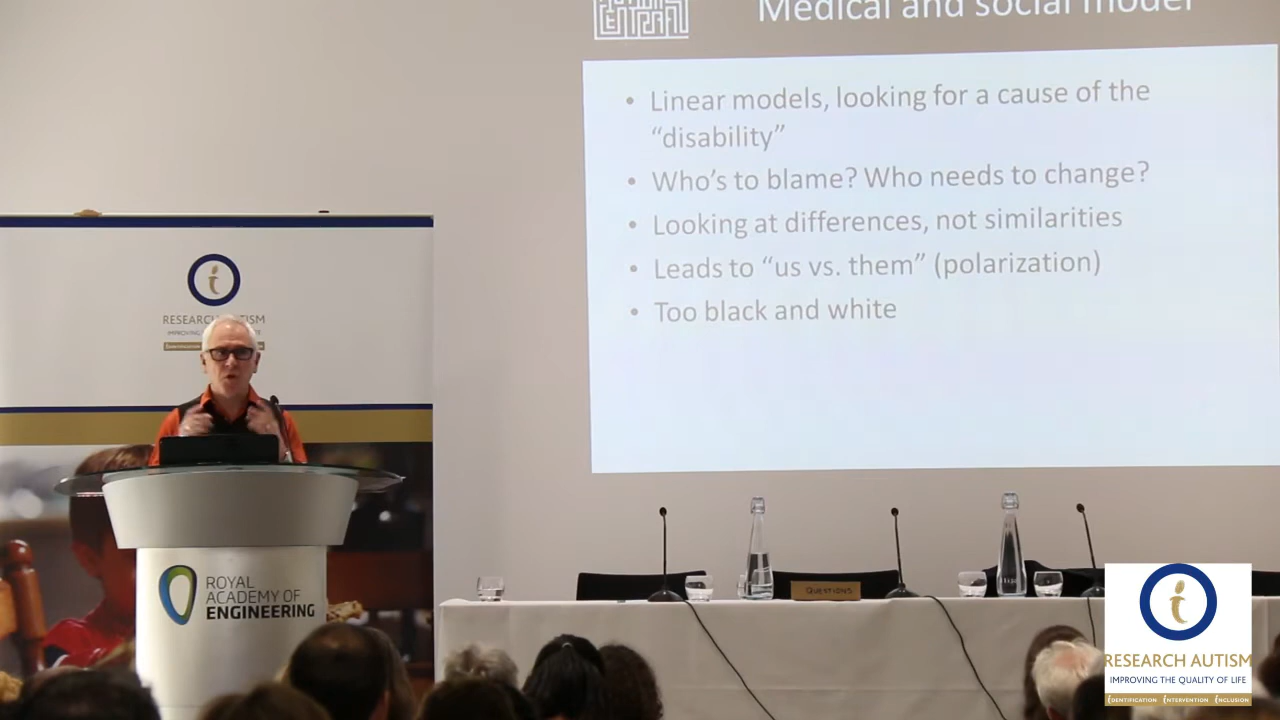 Medical and social model
• Linear models, looking for a cause of the
“disability”
• Who’s to blame? Who needs to change?
• Looking at differences, not similarities
• Leads to “us vs. them” (polarization)
• Too black and white
RESEARCH AUTISM
ROYAL
ACADEMY OF
ENGINEERING
QUESTIONS
RESEARCH AUTISM
IMPROVING THE QUALITY OF LIFE
IDENTIFICATION INTERVENTION INCLUSION